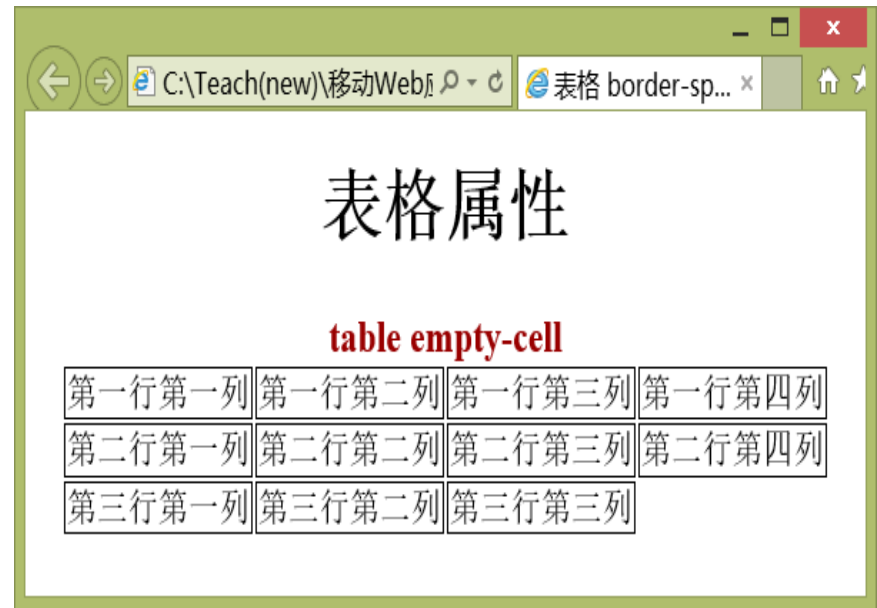 C:\Teach(new)\移动Web
表格 border-sp...
表格属性
table empty-cell
第一行第一列 第一行第二列 第一行第三列 第一行第四列
第二行第一列 第二行第二列 第二行第三列 第二行第四列
第三行第一列 第三行第二列 第三行第三列